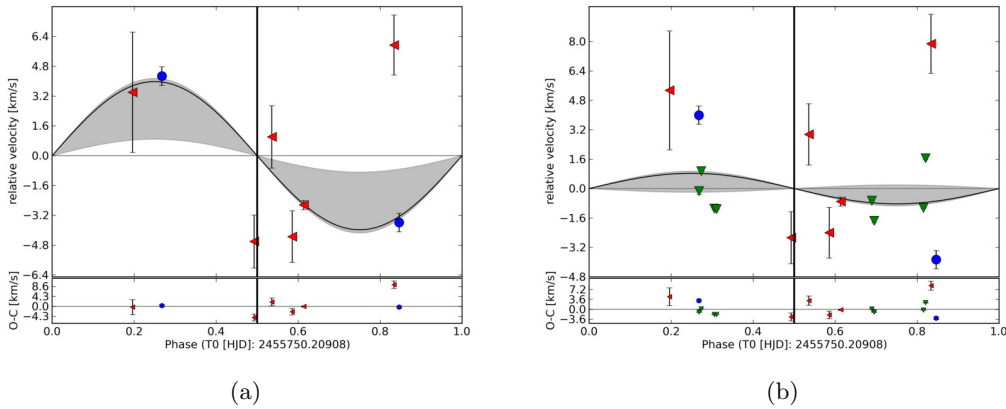 relative velocity [km/s]
6.4
4.8
3.2
1.6
0.0
−1.6
−3.2
−4.8
−6.4
O-C [km/s]
8.6
4.3
0.0
−4.3
0.0 0.2 0.4 0.6 0.8 1.0
Phase (T0 [HJD]: 2455750.20908)
(a)
relative velocity [km/s]
8.0
6.4
4.8
3.2
1.6
0.0
−1.6
−3.2
−4.8
O-C [km/s]
7.2
3.6
0.0
−3.6
0.0 0.2 0.4 0.6 0.8 1.0
Phase (T0 [HJD]: 2455750.20908)
(b)